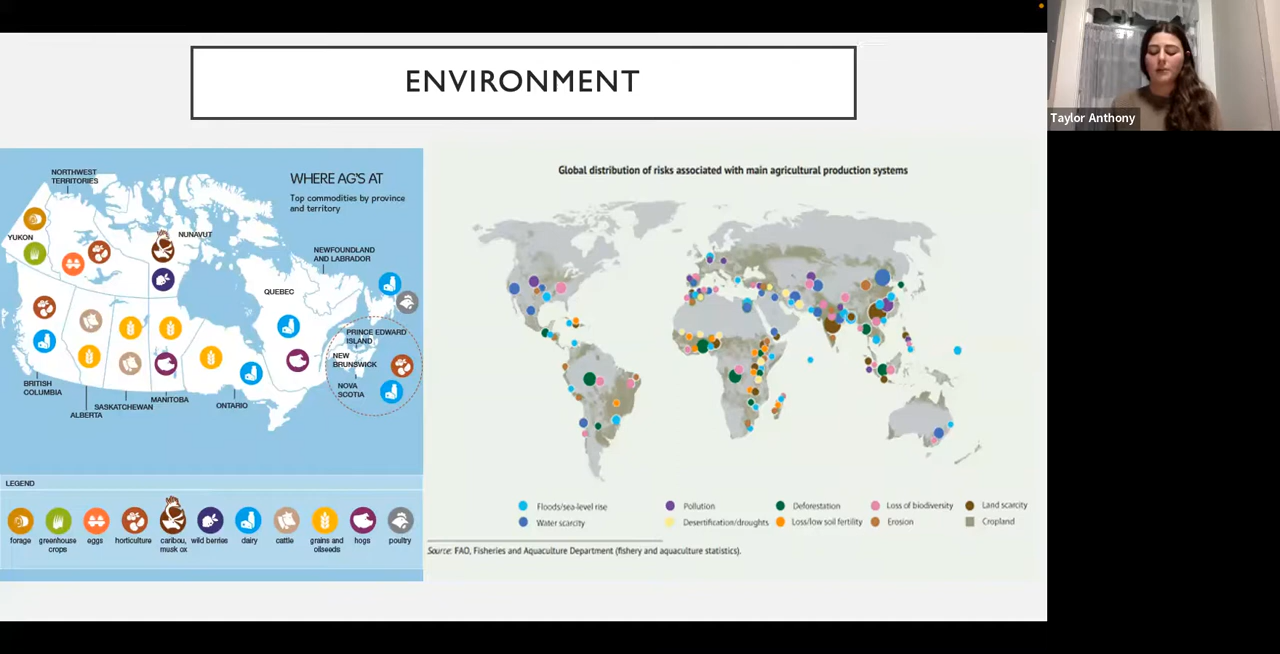 ENVIRONMENT
Taylor Anthony
WHERE AG'S AT
Top commodities by province
and territory
NORTHWEST
TERRITORIES
YUKON
NUNAVUT
NEWFOUNDLAND
AND LABRADOR
QUEBEC
PRINCE EDWARD
ISLAND
NEW
BRUNSWICK
NOVA
SCOTIA
BRITISH
COLUMBIA
ALBERTA
SASKATCHEWAN
MANITOBA
ONTARIO
LEGEND
forage
greenhouse
crops
eggs
horticulture
caribou,
musk ox
wild berries
dairy
cattle
grains and
oilseeds
hogs
poultry
Global distribution of risks associated with main agricultural production systems
Floods/sea-level rise
Pollution
Deforestation
Loss of biodiversity
Land scarcity
Water scarcity
Desertification/droughts
Loss/low soil fertility
Erosion
Cropland
Source: FAO, Fisheries and Aquaculture Department (fishery and aquaculture statistics).